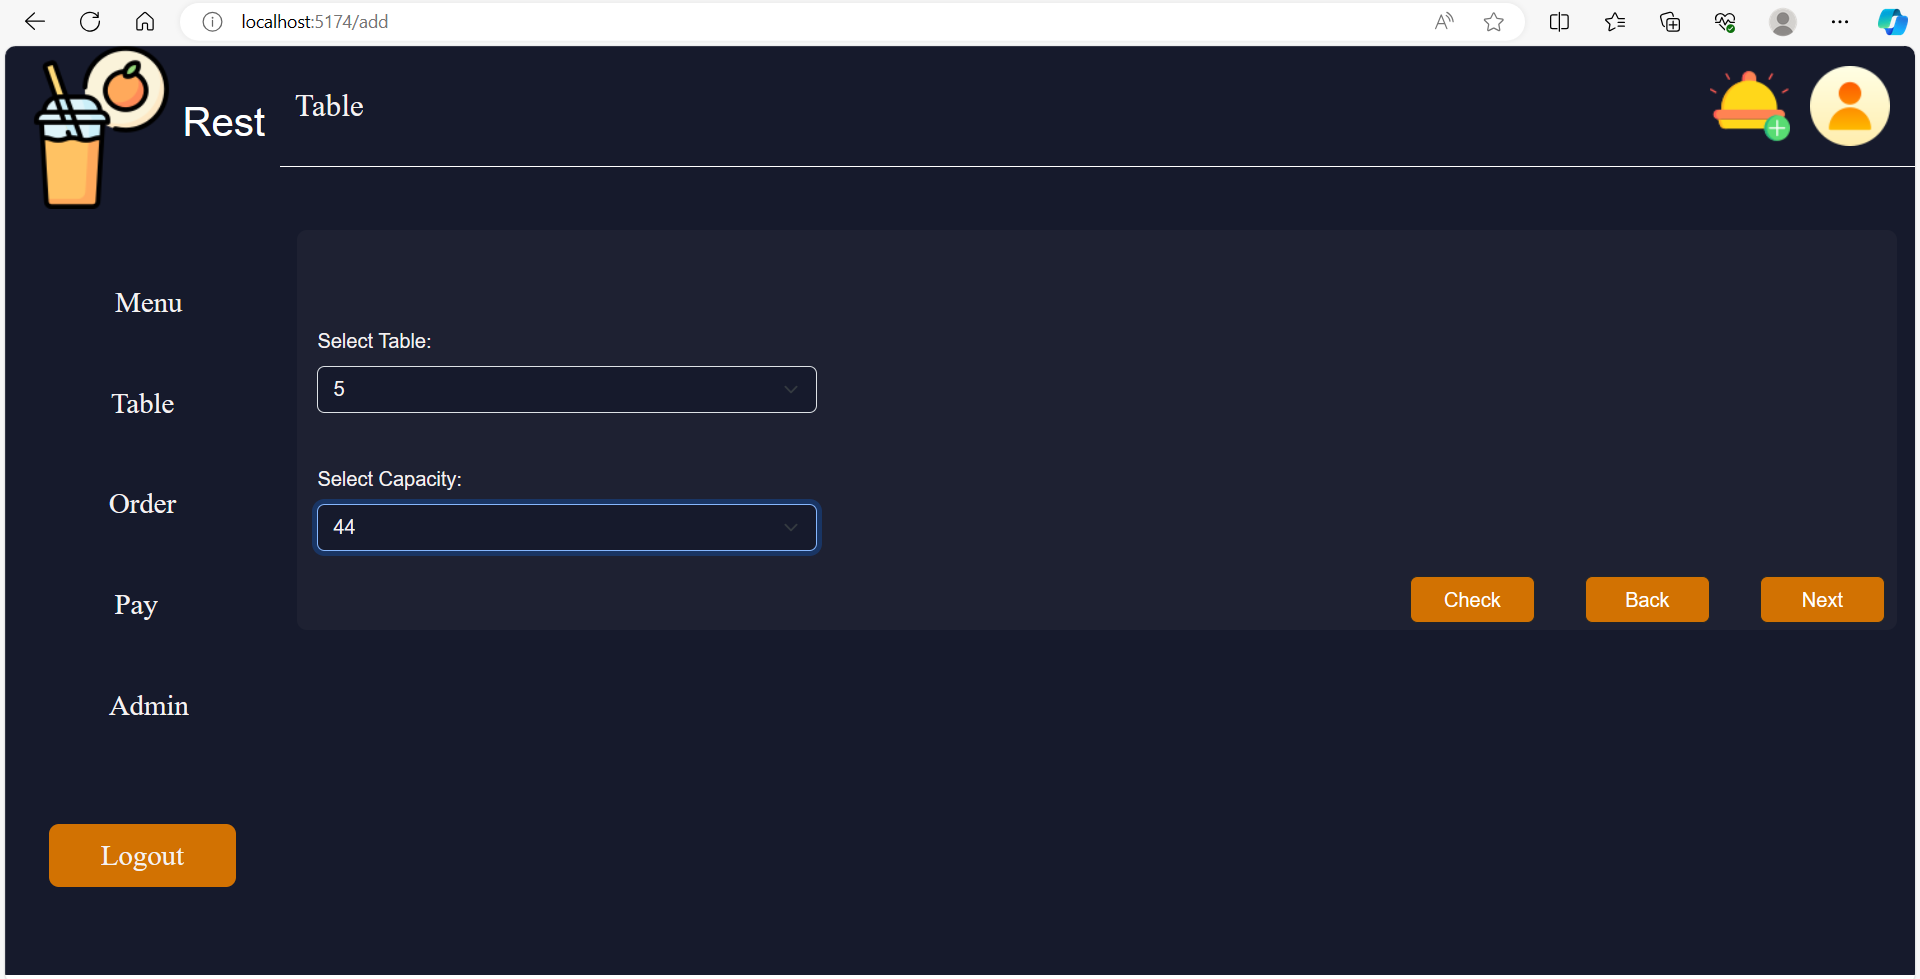 localhost:5174/add
Rest
Table
Menu
Table
Order
Pay
Admin
Logout
Select Table:
5
Select Capacity:
44
Check
Back
Next